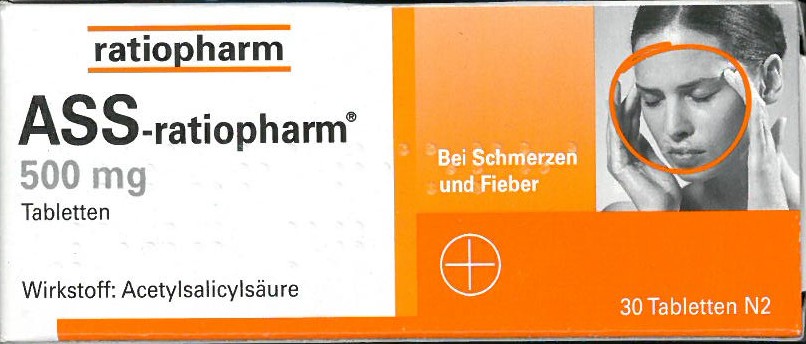 ratiopharm
ASS-ratiopharm®
500 mg
Tabletten
Wirkstoff: Acetylsalicylsäure
Bei Schmerzen
und Fieber
30 Tabletten N2